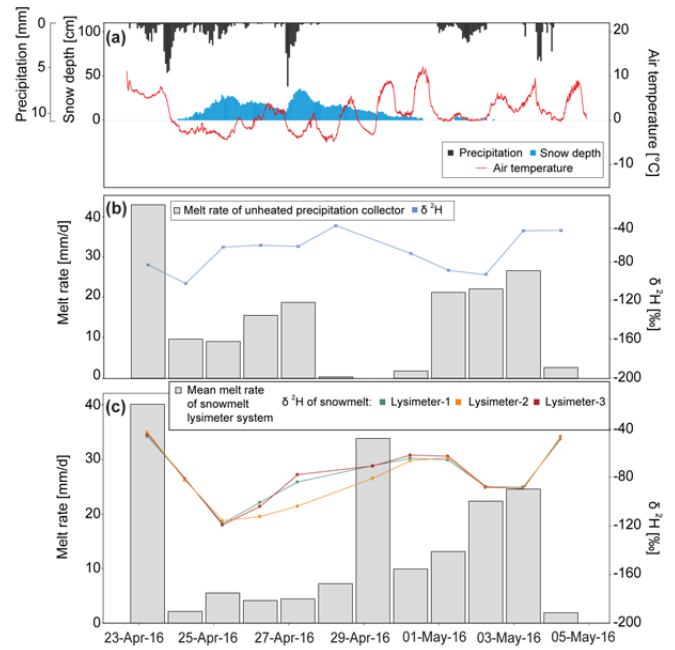 Precipitation [mm]
0
5
10
Snow depth [cm]
100
50
0
(a)
20
10
0
-10
Air temperature [°C]
Precipitation Snow depth
Air temperature
(b)
Melt rate of unheated precipitation collector δ ²H
Melt rate [mm/d]
40
30
20
10
0
-40
-80
-120
-160
-200
δ ²H [‰]
(c)
Mean melt rate
of snowmelt
lysimeter system
δ ²H of snowmelt: Lysimeter-1 Lysimeter-2 Lysimeter-3
Melt rate [mm/d]
40
30
20
10
0
-40
-80
-120
-160
-200
δ ²H [‰]
23-Apr-16 25-Apr-16 27-Apr-16 29-Apr-16 01-May-16 03-May-16 05-May-16